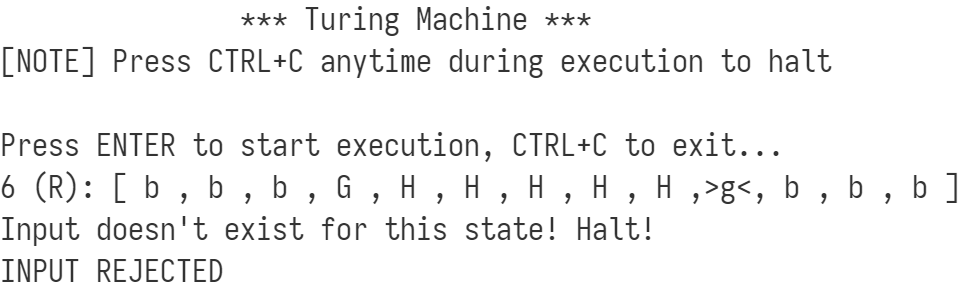 *** Turing Machine ***
[NOTE] Press CTRL+C anytime during execution to halt
Press ENTER to start execution, CTRL+C to exit...
6 (R): [ b , b , b , G , H , H , H , H , H ,>g<, b , b , b ]
Input doesn't exist for this state! Halt!
INPUT REJECTED